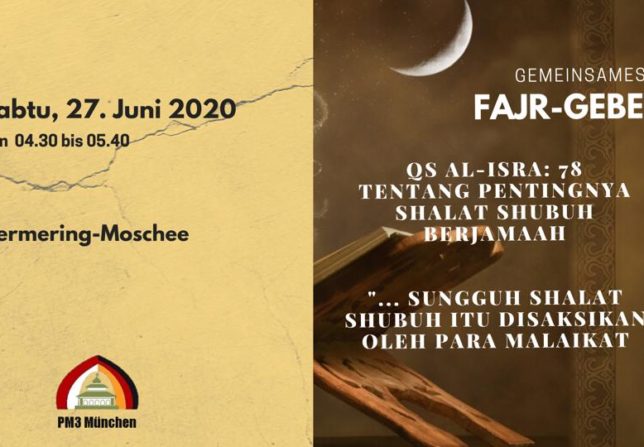 abtu, 27. Juni 2020
m 04.30 bis 05.40
ermering-Moschee
PM3 München
GEMEINSAMES
FAJR-GEBE
QS AL-ISRA: 78
TENTANG PENTINGNYA
SHALAT SHUBUH
BERJAMAAH
"... SUNGGUH SHALAT
SHUBUH ITU DISAKSIKAN
OLEH PARA MALAIKAT